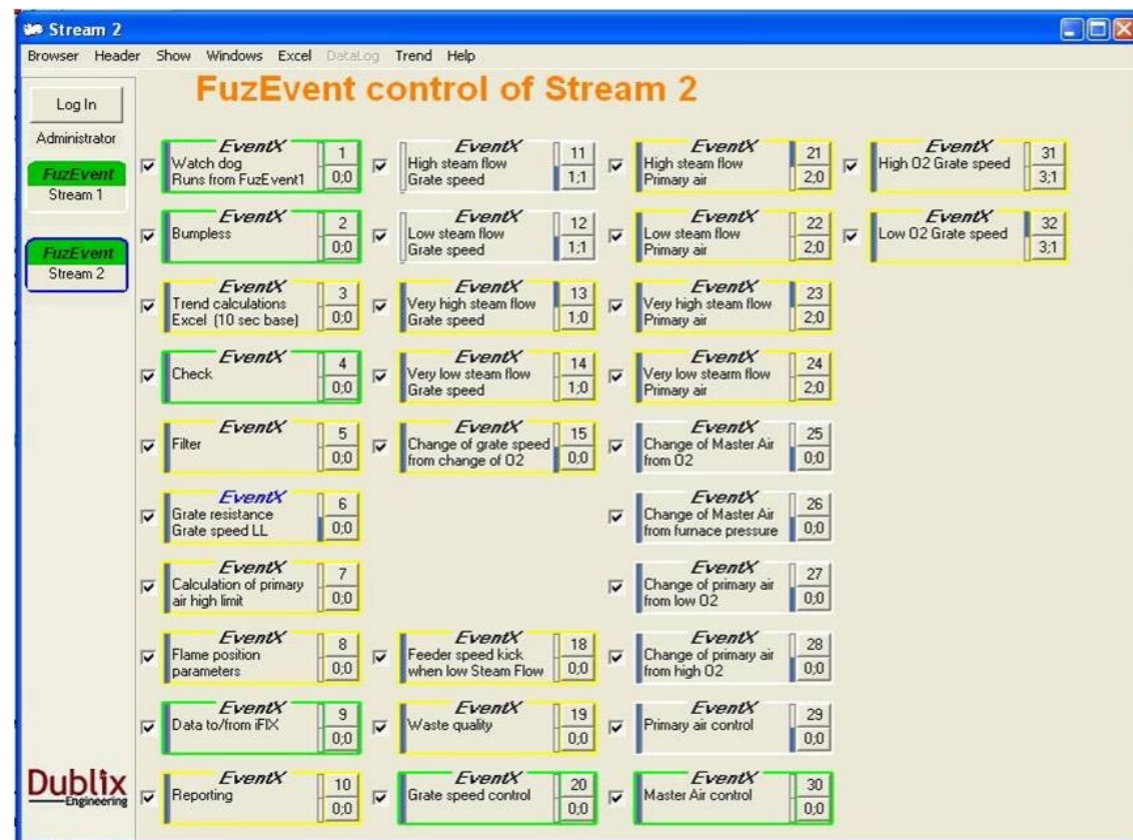 Stream 2
Browser Header Show Windows Excel DataLog Trend Help
FuzEvent control of Stream 2
Log In
Administrator
FuzEvent
Stream 1
FuzEvent
Stream 2
EventX
Watch dog
Runs from FuzEvent1
1
0;0
EventX
Bumpless
2
0;0
EventX
Trend calculations
Excel (10 sec base)
3
0;0
EventX
Check
4
0;0
EventX
Filter
5
0;0
EventX
Grate resistance
Grate speed LL
6
0;0
EventX
Calculation of primary
air high limit
7
0;0
EventX
Flame position
parameters
8
0;0
EventX
Data to/from iFIX
9
0;0
EventX
Reporting
10
0;0
EventX
High steam flow
Grate speed
11
1;1
EventX
Low steam flow
Grate speed
12
1;1
EventX
Very high steam flow
Grate speed
13
1;0
EventX
Very low steam flow
Grate speed
14
1;0
EventX
Change of grate speed
from change of O2
15
0;0
EventX
Feeder speed kick
when low Steam Flow
18
0;0
EventX
Waste quality
19
0;0
EventX
Grate speed control
20
0;0
EventX
High steam flow
Primary air
21
2;0
EventX
Low steam flow
Primary air
22
2;0
EventX
Very high steam flow
Primary air
23
2;0
EventX
Very low stearm flow
Primary air
24
2;0
EventX
Change of Master Air
from O2
25
0;0
EventX
Change of Master Air
from furnace pressure
26
0;0
EventX
Change of primary air
from low O2
27
0;0
EventX
Change of primary air
from high O2
28
0;0
EventX
Primary air control
29
0;0
EventX
Master Air control
30
0;0
EventX
High O2 Grate speed
31
3;1
EventX
Low O2 Grate speed
32
3;1
Dublix
Engineering